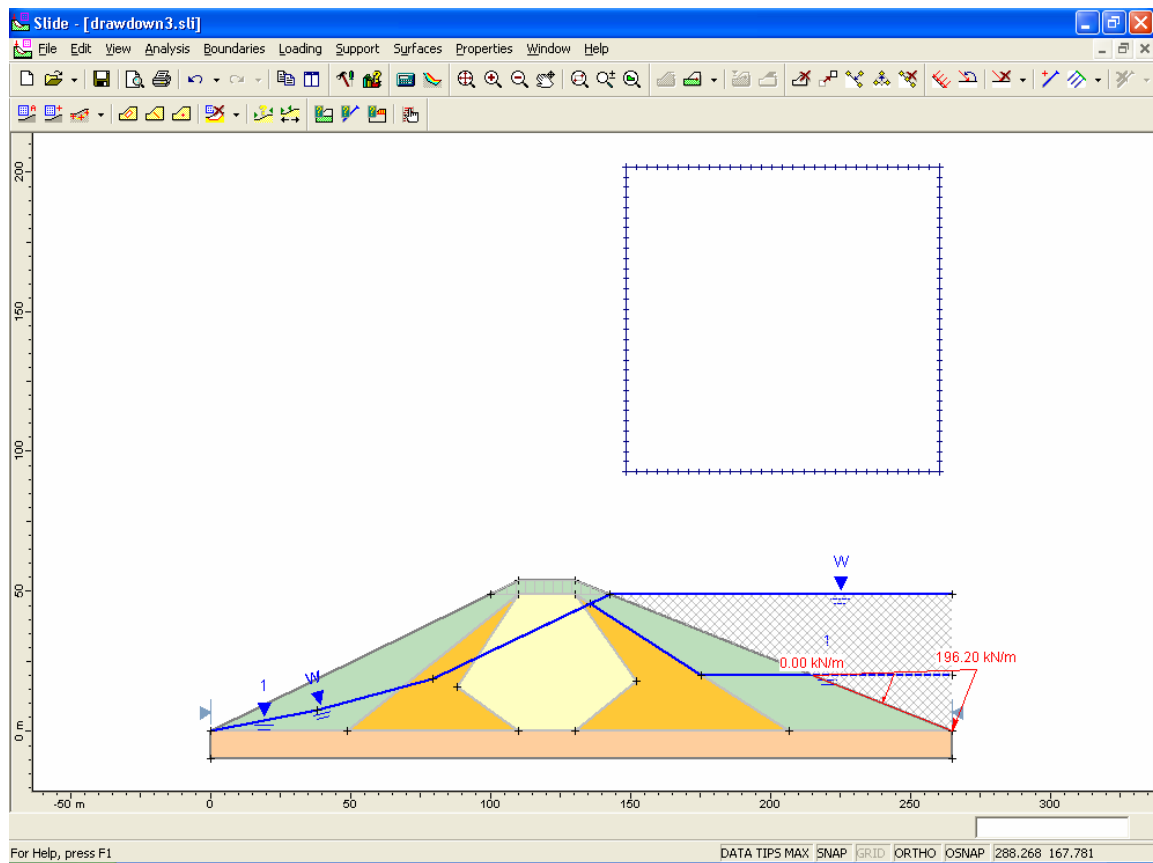 Slide - [drawdown3.sli]
File Edit View Analysis Boundaries Loading Support Surfaces Properties Window Help
200
150
100
50
0 m
W
1
0.00 kN/m
196.20 kN/m
1
W
-50 m 0 50 100 150 200 250 300
For Help, press F1
DATA TIPS MAX SNAP GRID ORTHO OSNAP 288.268 167.781